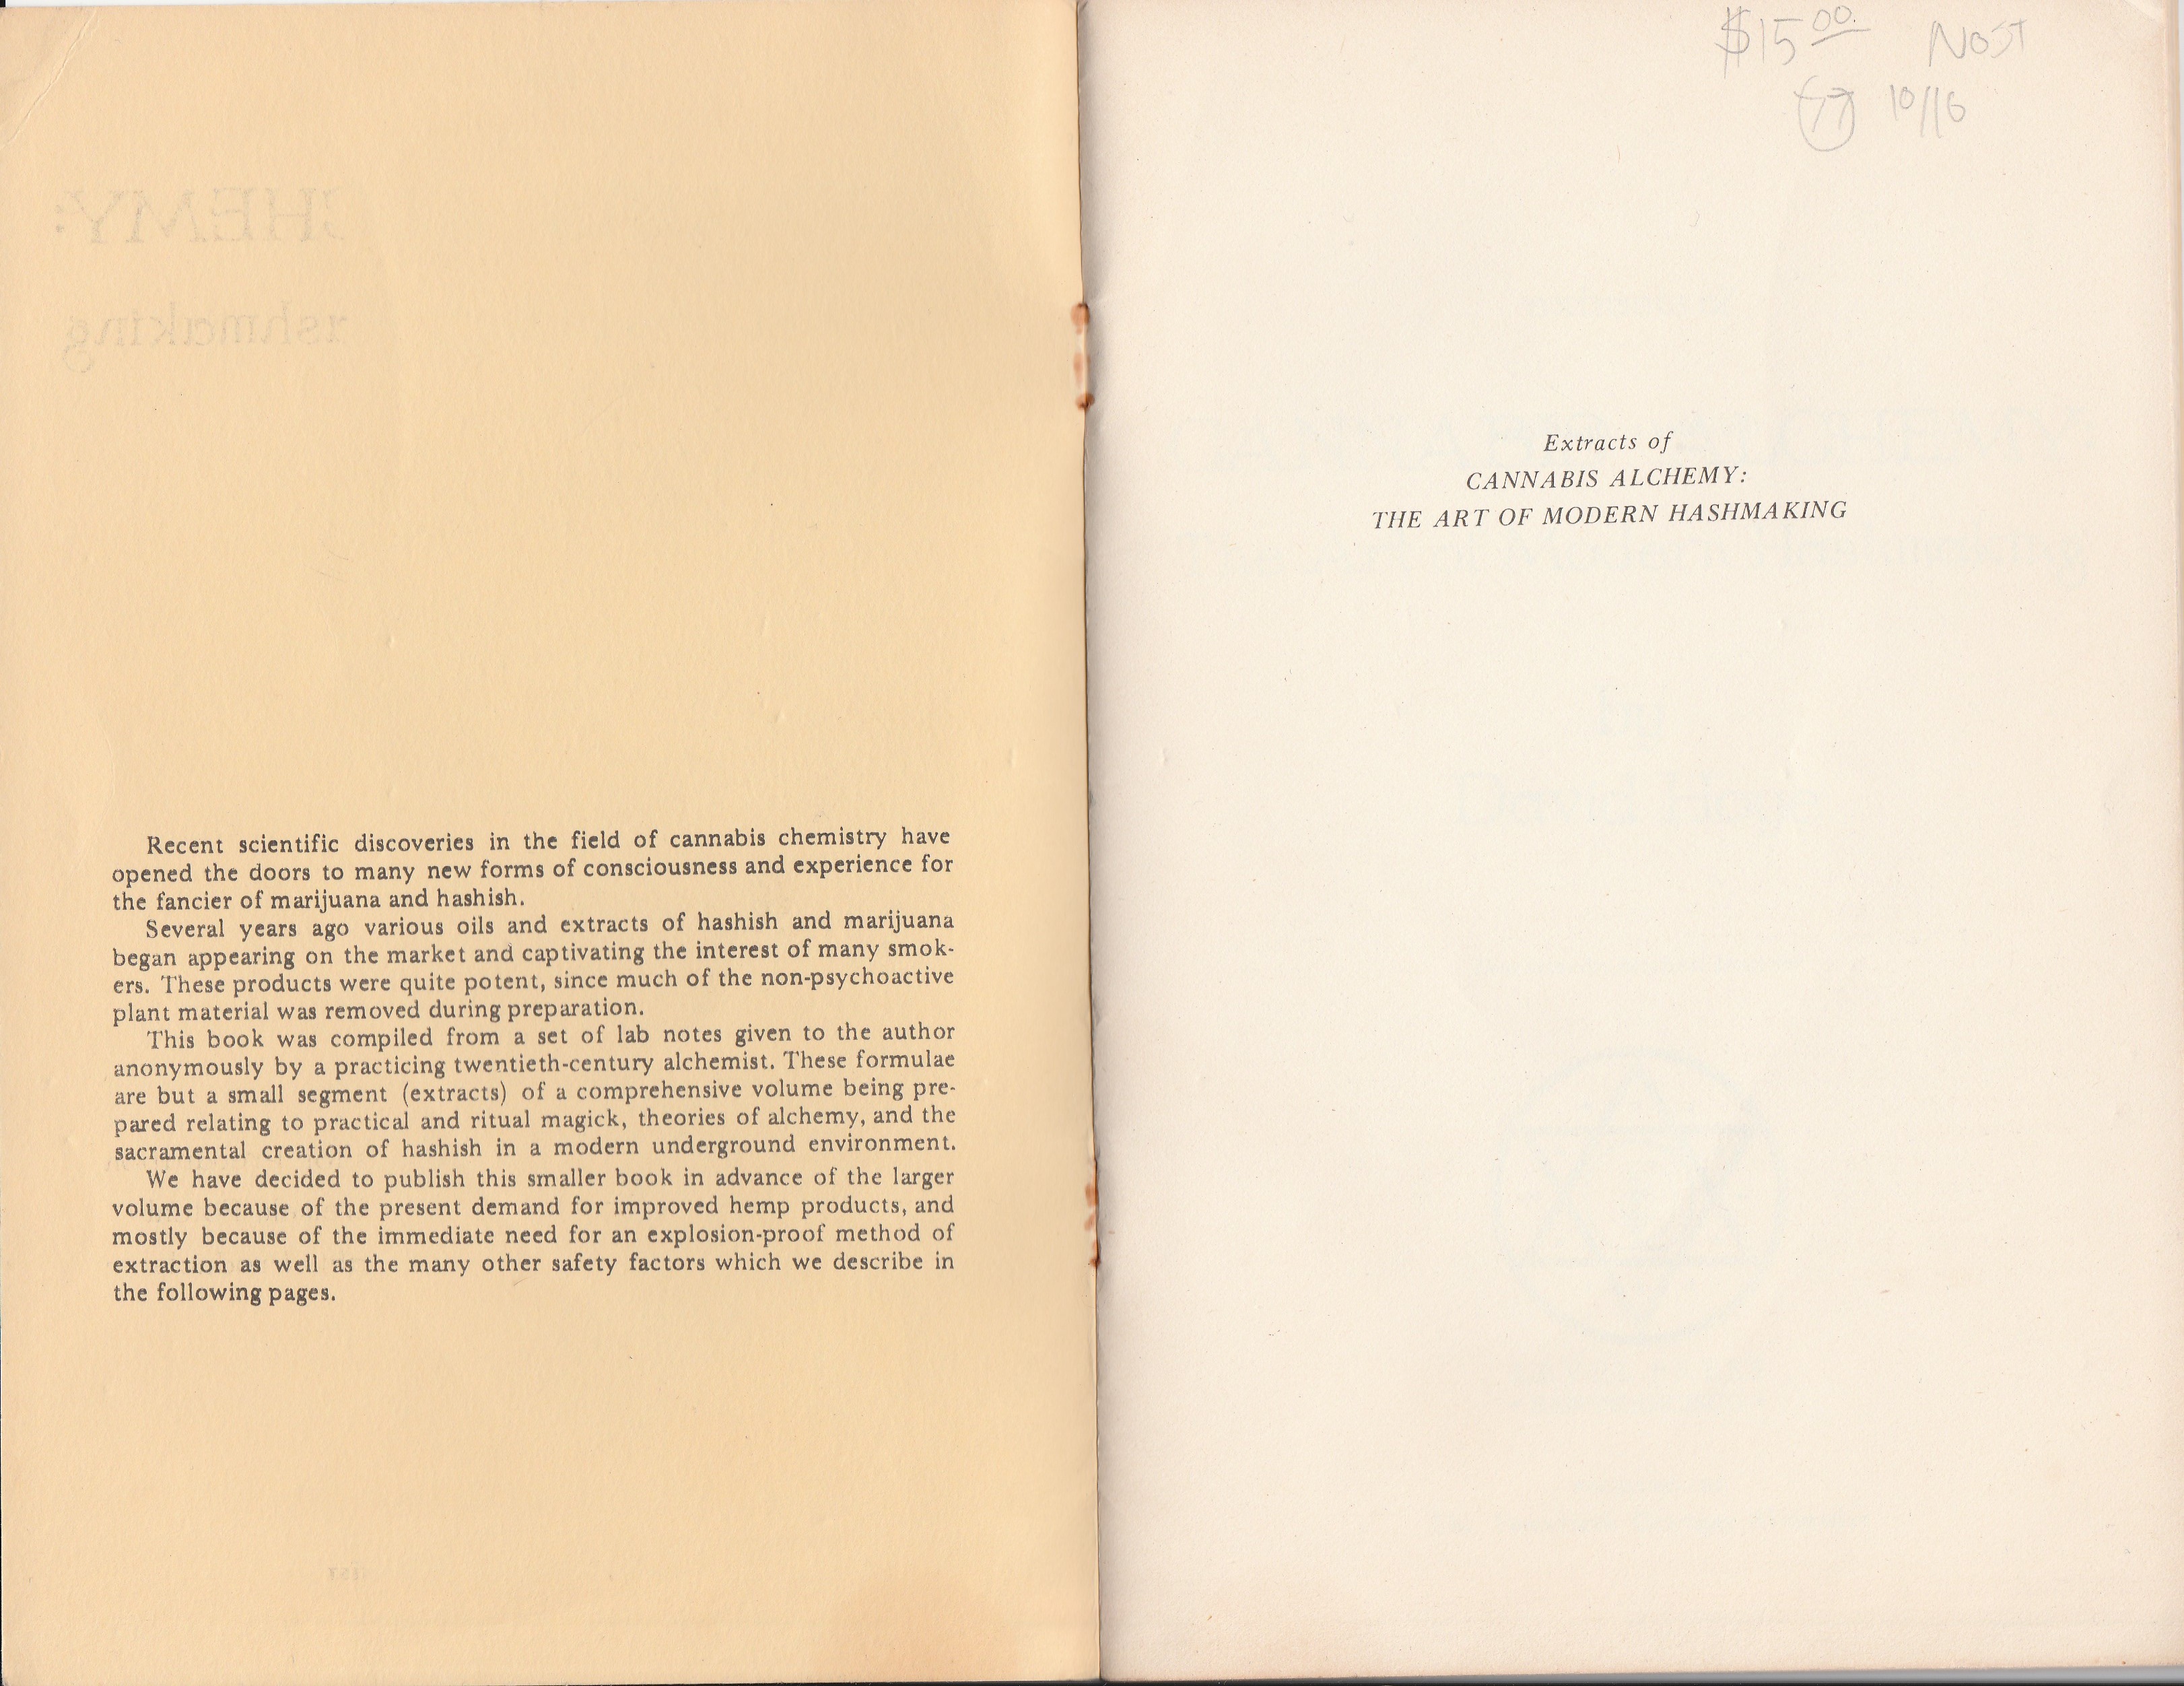 Recent scientific discoveries in the field of cannabis chemistry have
opened the doors to many new forms of consciousness and experience for
the fancier of marijuana and hashish.
Several years ago various oils and extracts of hashish and marijuana
began appearing on the market and captivating the interest of many smok-
ers. These products were quite potent, since much of the non-psychoactive
plant material was removed during preparation.
This book was compiled from a set of lab notes given to the author
anonymously by a practicing twentieth-century alchemist. These formulae
are but a small segment (extracts) of a comprehensive volume being pre-
pared relating to practical and ritual magick, theories of alchemy, and the
sacramental creation of hashish in a modern underground environment.
We have decided to publish this smaller book in advance of the larger
volume because of the present demand for improved hemp products, and
mostly because of the immediate need for an explosion-proof method of
extraction as well as the many other safety factors which we describe in
the following pages.
$15 00
10/16
Extracts of
CANNABIS ALCHEMY:
THE ART OF MODERN HASHMAKING